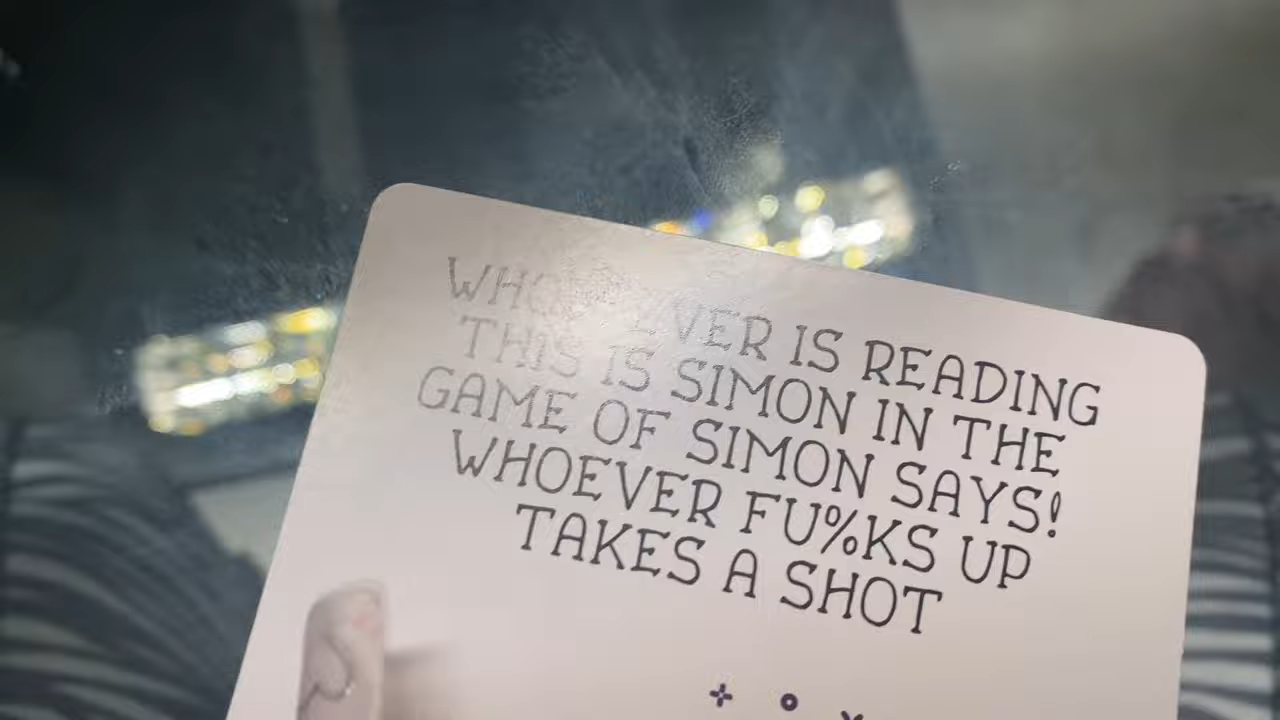 IS READING
THIS IS SIMON IN THE
GAME OF SIMON SAYS!
WHOEVER FU%KS UP
TAKES A SHOT